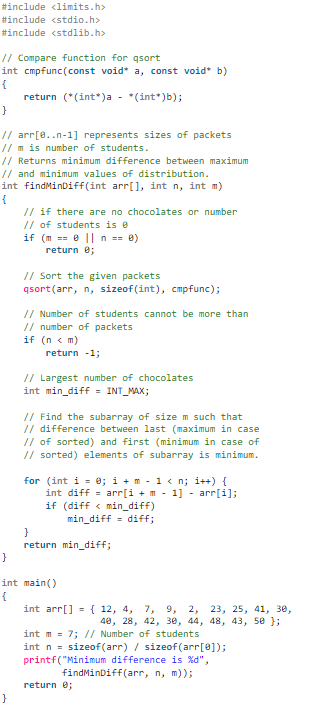 #include <limits.h>
#include <stdio.h>
#include <stdlib.h>
// Compare function for qsort
int cmpfunc(const void* a, const void* b)
{
return (*(int*)a - *(int*)b);
}
// arr[0..n-1] represents sizes of packets
// m is number of students.
// Returns minimum difference between maximum
// and minimum values of distribution.
int findMinDiff(int arr[], int n, int m)
{
// if there are no chocolates or number
// of students is 0
if (m == 0 || n == 0)
return 0;
// Sort the given packets
qsort(arr, n, sizeof(int), cmpfunc);
// Number of students cannot be more than
// number of packets
if (n < m)
return -1;
// Largest number of chocolates
int min_diff = INT_MAX;
// Find the subarray of size m such that
// difference between last (maximum in case
// of sorted) and first (minimum in case of
// sorted) elements of subarray is minimum.
for (int i = 0; i + m - 1 < n; i++) {
int diff = arr[i + m - 1] - arr[i];
if (diff < min_diff)
min_diff = diff;
}
return min_diff;
}
int main()
{
int arr[] = { 12, 4, 7, 9, 2, 23, 25, 41, 30,
40, 28, 42, 30, 44, 48, 43, 50 };
int m = 7; // Number of students
int n = sizeof(arr) / sizeof(arr[0]);
printf("Minimum difference is %d",
findMinDiff(arr, n, m));
return 0;
}